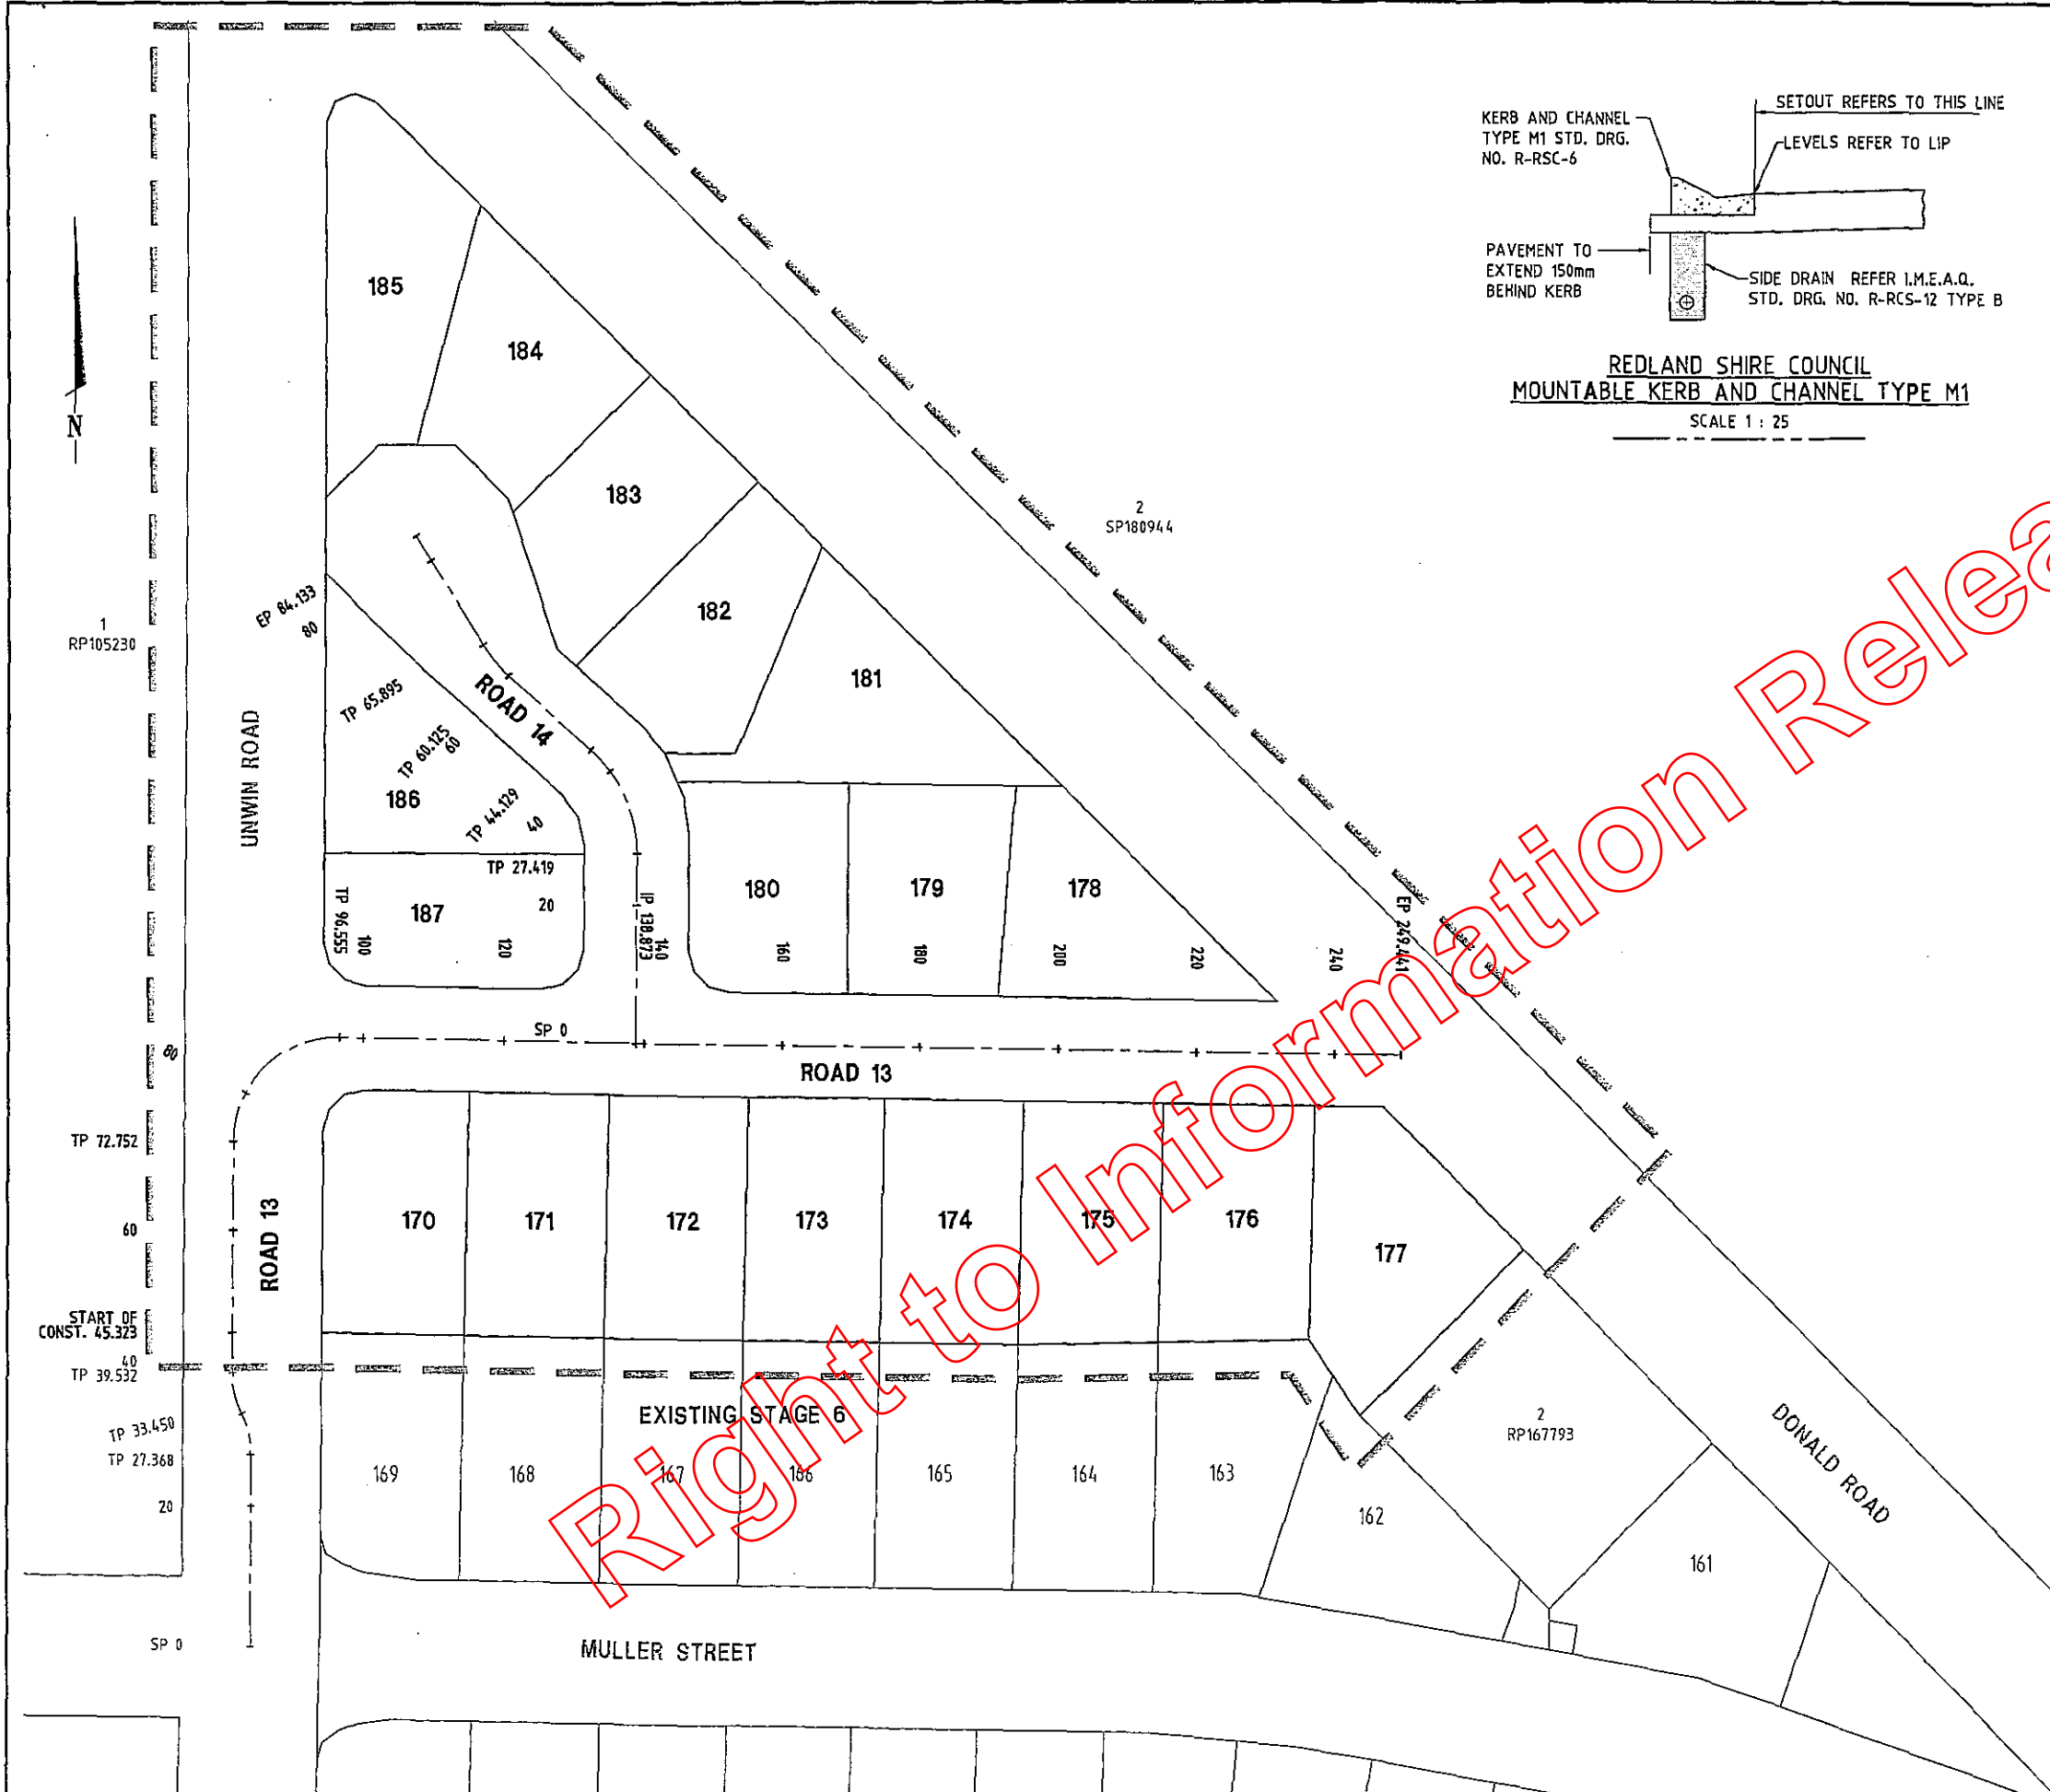 KERB AND CHANNEL
TYPE M1 STD. DRG.
NO. R-RSC-6
SETOUT REFERS TO THIS LINE
LEVELS REFER TO LIP
PAVEMENT TO
EXTEND 150mm
BEHIND KERB
SIDE DRAIN REFER I.M.E.A.Q.
STD. DRG. NO. R-RCS-12 TYPE B
REDLAND SHIRE COUNCIL
MOUNTABLE KERB AND CHANNEL TYPE M1
SCALE 1 : 25
N
185
184
183
182
181
2
SP180944
1
RP105230
EP 84.133
80
TP 65.895
TP 60.125
60
TP 44.129
40
ROAD 14
UNWIN ROAD
186
TP 27.419
20
187
TP 96.555
100
120
IP 138.873
140
180
179
178
160
180
200
220
240
EP 249.441
SP 0
ROAD 13
80
TP 72.752
60
ROAD 13
START OF
CONST. 45.323
40
TP 39.532
TP 33.450
TP 27.368
20
SP 0
170
171
172
173
174
175
176
177
EXISTING STAGE 6
169
168
167
166
165
164
163
162
2
RP167793
161
DONALD ROAD
MULLER STREET
Right to Information Relea